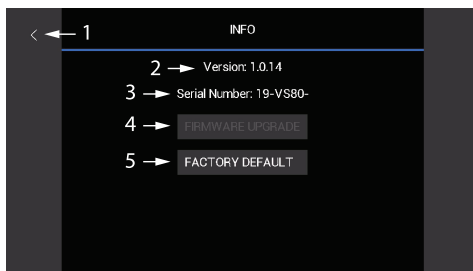 < 1 INFO
2 Version: 1.0.14
3 Serial Number: 19-VS80-
4 FIRMWARE UPGRADE
5 FACTORY DEFAULT